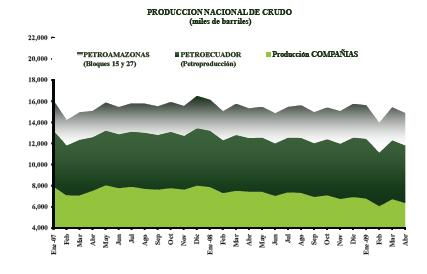 PRODUCCION NACIONAL DE CRUDO
(miles de barriles)
22,000
20,000
18,000
16,000
14,000
12,000
10,000
8,000
6,000
4,000
PETROAMAZONAS
(Bloques 15 y 27)
PETROECUADOR
(Petroproducción)
Producción COMPAÑIAS
Ene-07
Feb
Mar
Abr
May
Jun
Jul
Ago
Sep
Oct
Nov
Dic
Ene-08
Feb
Mar
Abr
May
Jun
Jul
Ago
Sep
Oct
Nov
Dic
Ene-09
Feb
Mar
Abr